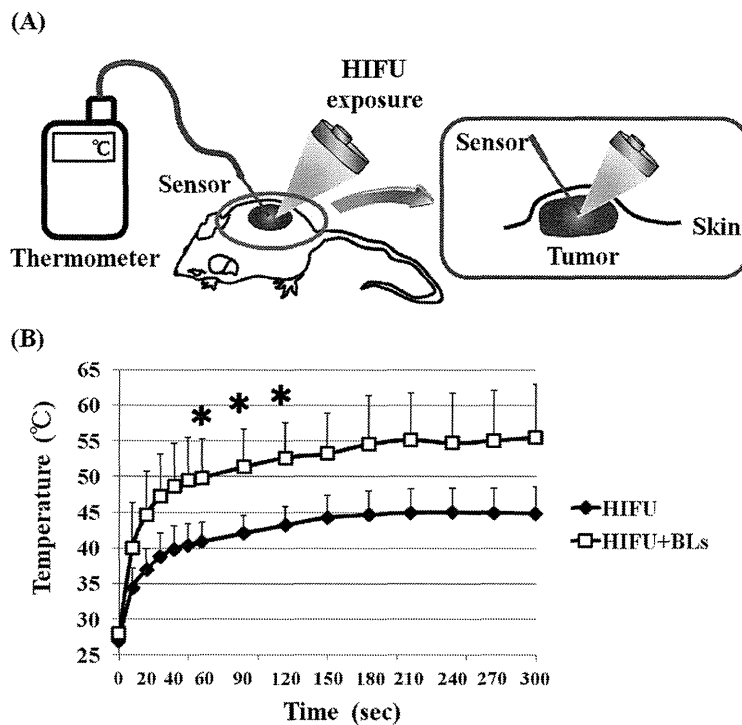 (A)
HIFU
exposure
℃
Sensor
Thermometer
Sensor
Skin
Tumor
(B)
Temperature (℃)
65
60
55
50
45
40
35
30
25
* * *
HIFU
HIFU+BLs
0 20 40 60 90 120 150 180 210 240 270 300
Time (sec)